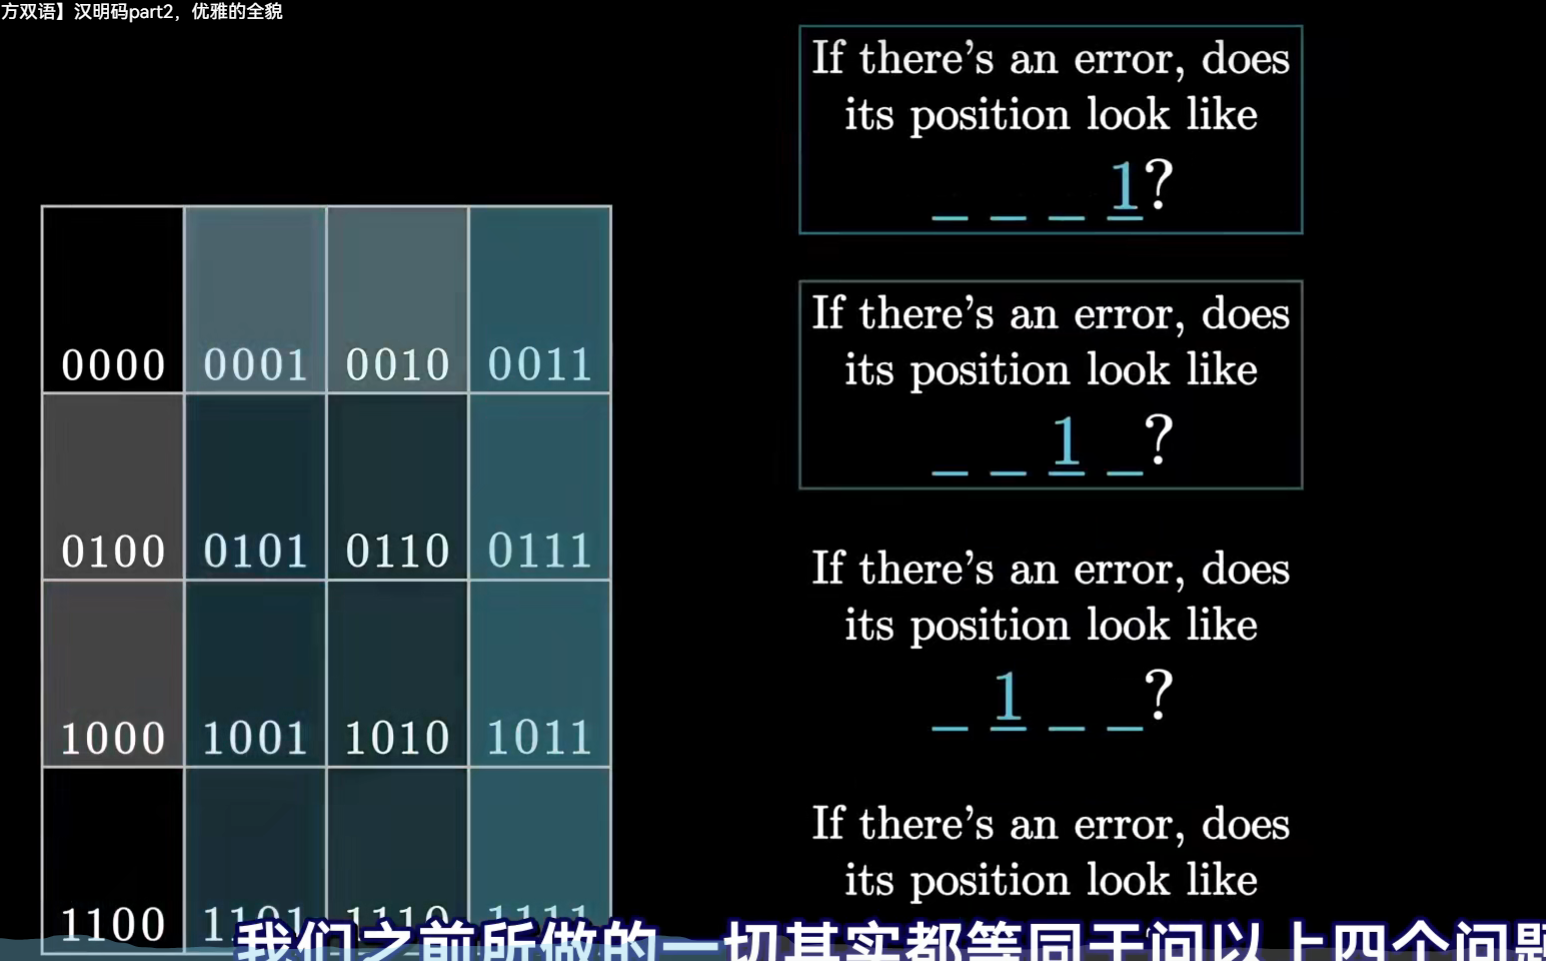 方双语】汉明码part2，优雅的全貌
If there's an error, does
its position look like
_ _ _ 1?
If there's an error, does
its position look like
_ _ 1 _?
If there's an error, does
its position look like
_ 1 _ _?
If there's an error, does
its position look like
0000 0001 0010 0011
0100 0101 0110 0111
1000 1001 1010 1011
1100 1101 1110 1111
我们之前所做的一切其实都等同于问以上四个问题